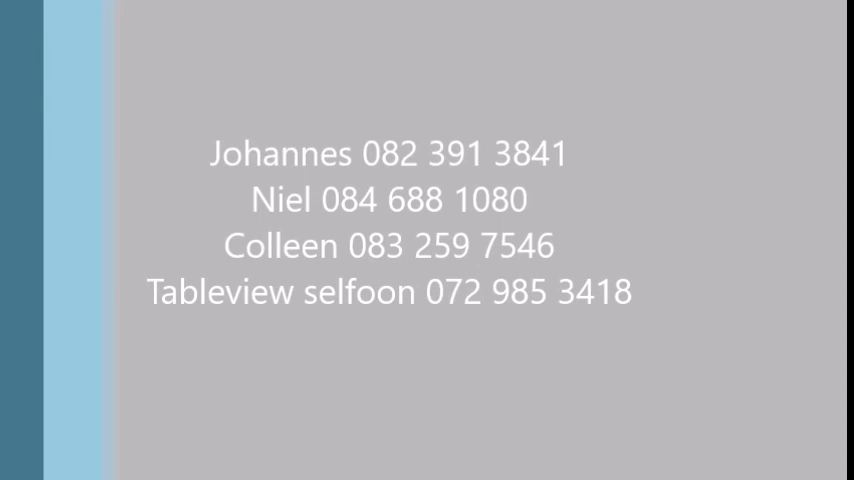 Johannes 082 391 3841
Niel 084 688 1080
Colleen 083 259 7546
Tableview selfoon 072 985 3418